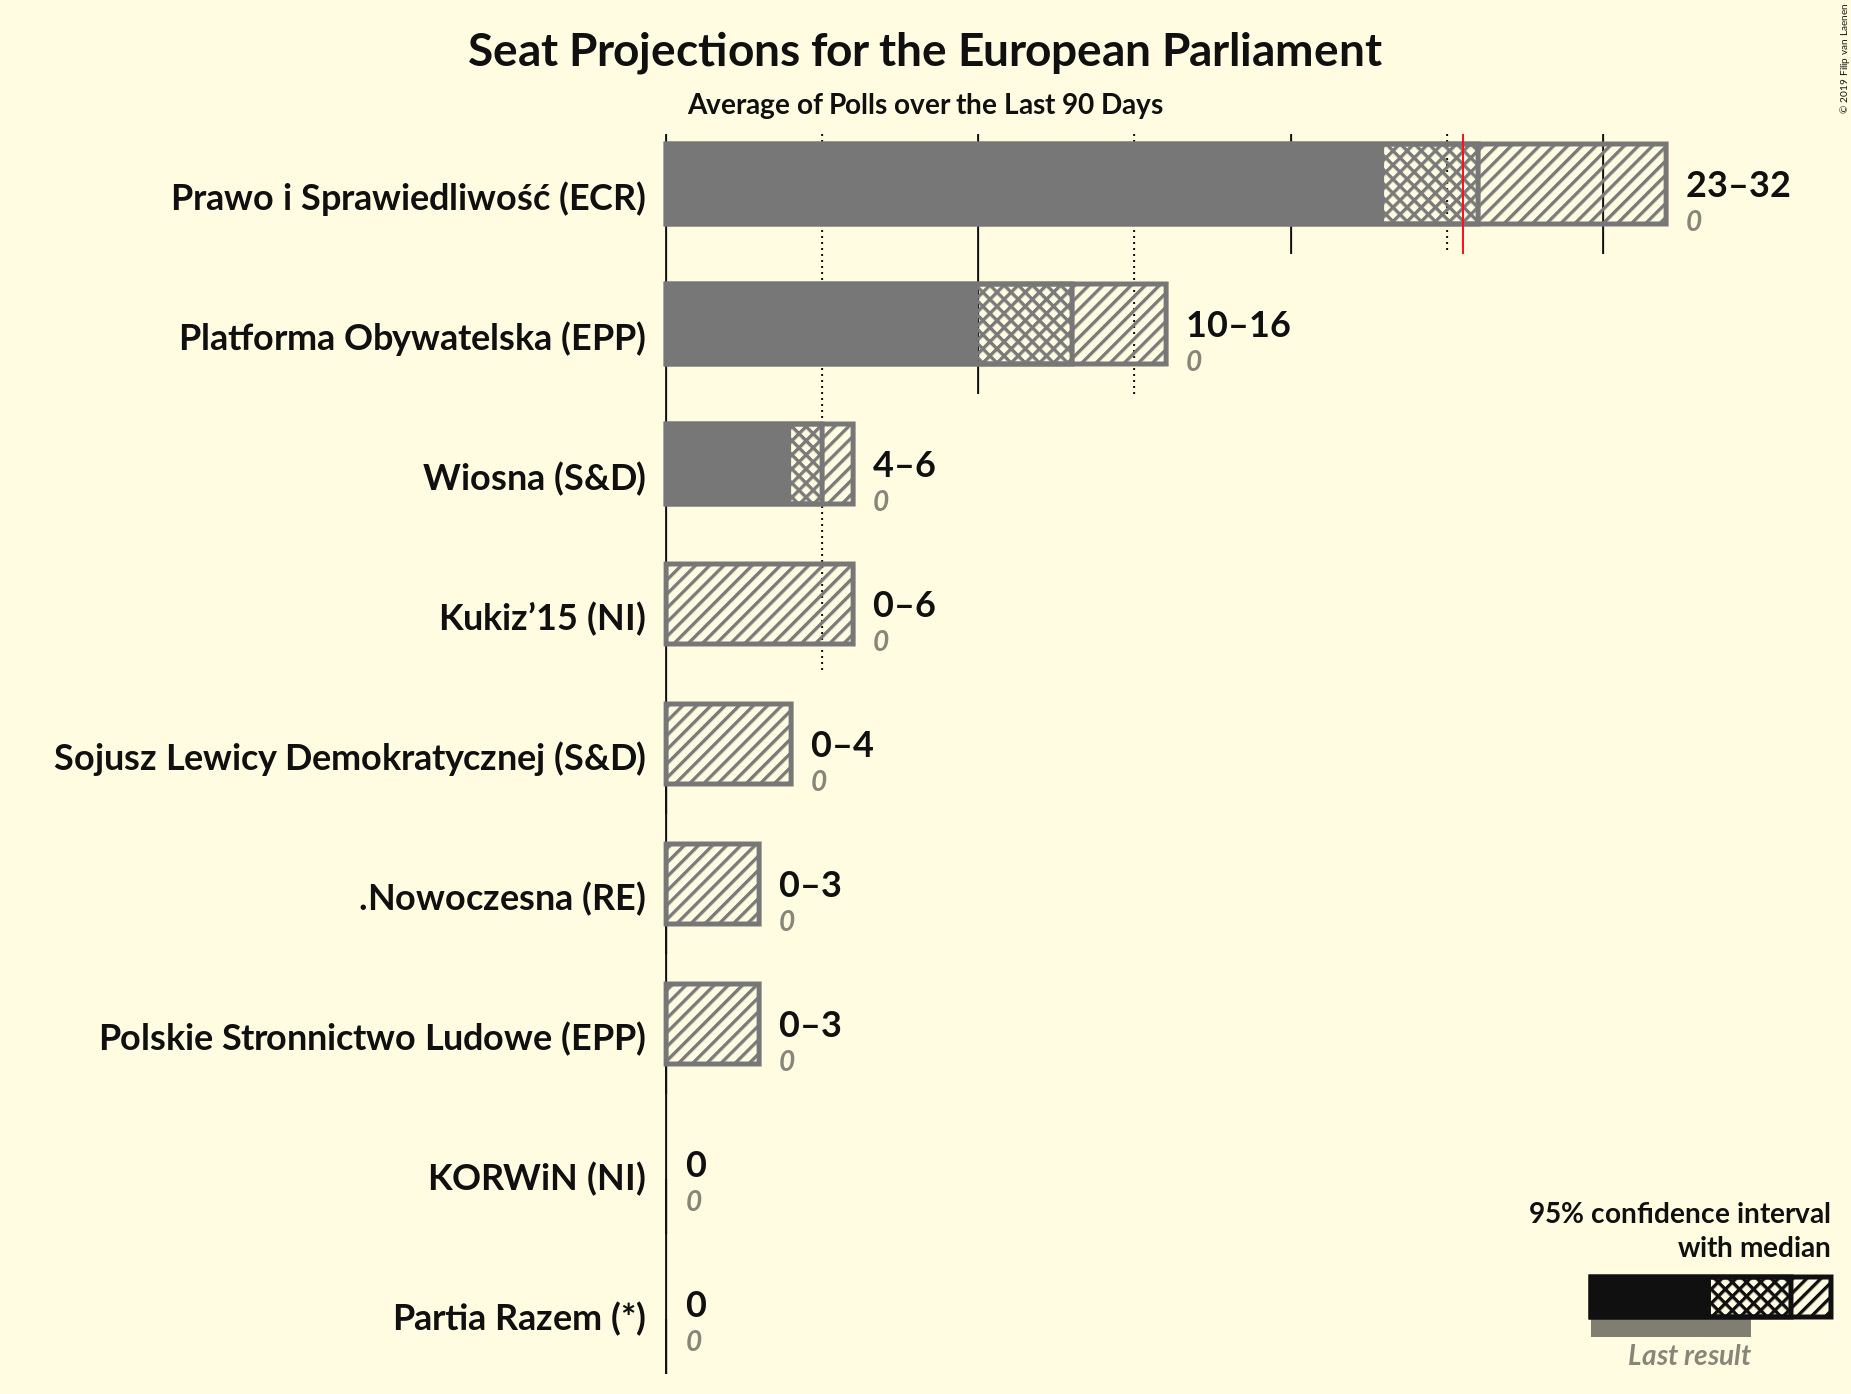 Seat Projections for the European Parliament
Average of Polls over the Last 90 Days
© 2019 Filip van Laenen
Prawo i Sprawiedliwość (ECR)
23–32
0
Platforma Obywatelska (EPP)
10–16
0
Wiosna (S&D)
4–6
0
Kukiz’15 (NI)
0–6
0
Sojusz Lewicy Demokratycznej (S&D)
0–4
0
.Nowoczesna (RE)
0–3
0
Polskie Stronnictwo Ludowe (EPP)
0–3
0
KORWiN (NI)
0
0
Partia Razem (*)
0
0
95% confidence interval
with median
Last result